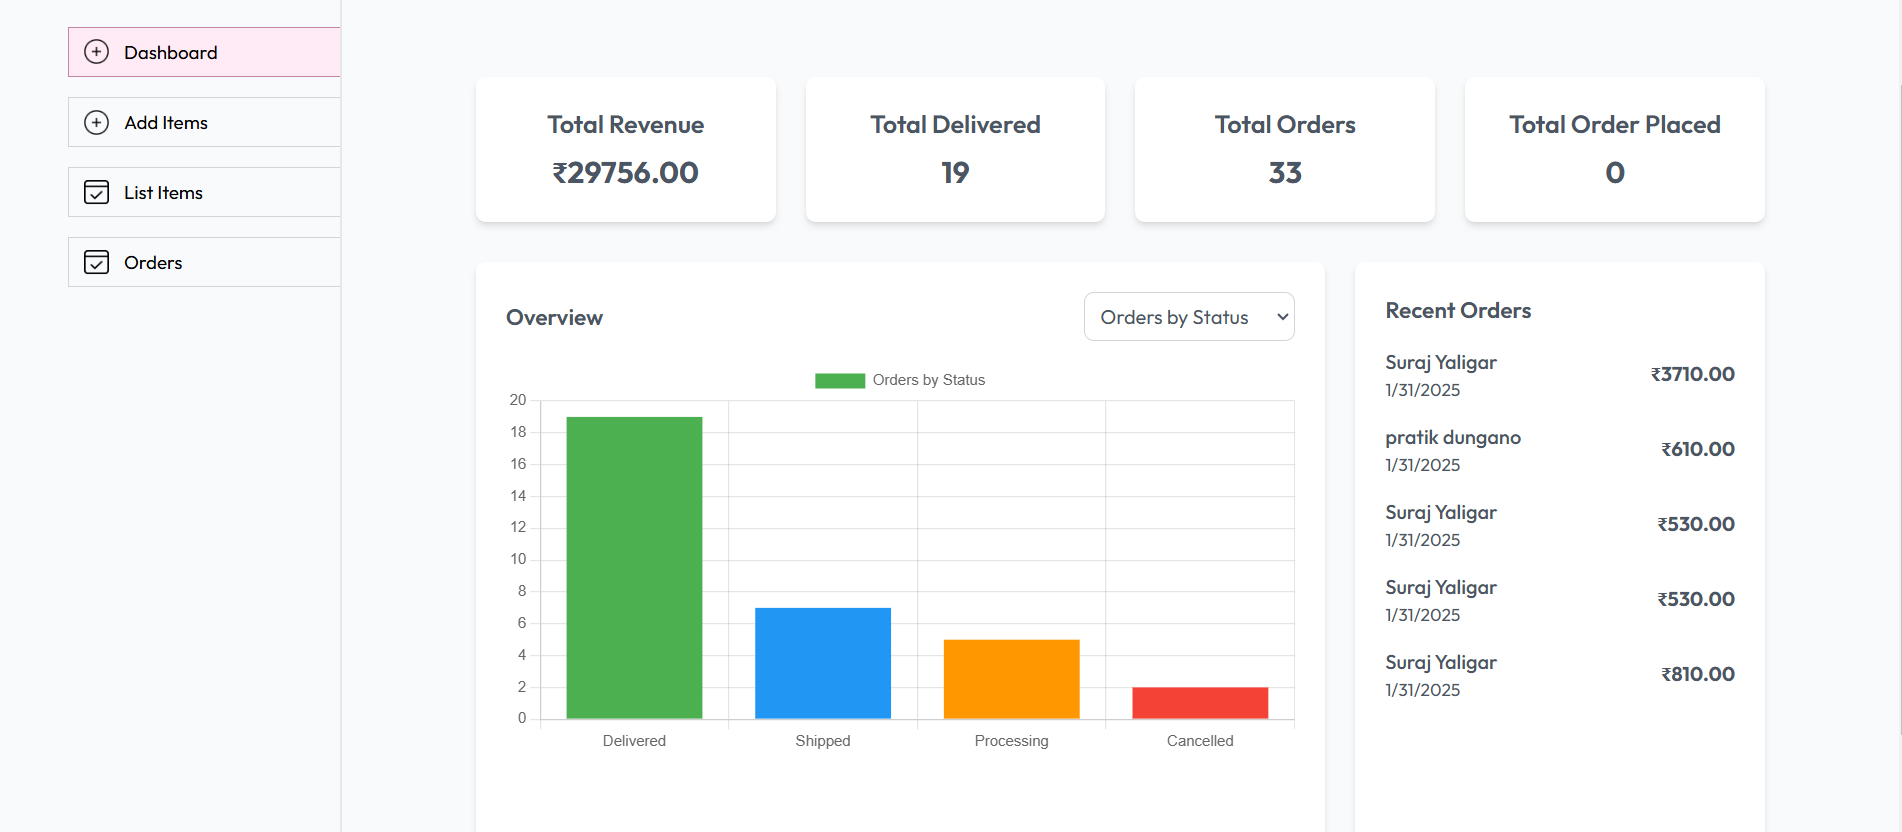 Dashboard
Add Items
List Items
Orders
Total Revenue
₹29756.00
Total Delivered
19
Total Orders
33
Total Order Placed
0
Overview
Orders by Status
Orders by Status
20
18
16
14
12
10
8
6
4
2
0
Delivered
Shipped
Processing
Cancelled
Recent Orders
Suraj Yaligar
1/31/2025
₹3710.00
pratik dungano
1/31/2025
₹610.00
Suraj Yaligar
1/31/2025
₹530.00
Suraj Yaligar
1/31/2025
₹530.00
Suraj Yaligar
1/31/2025
₹810.00